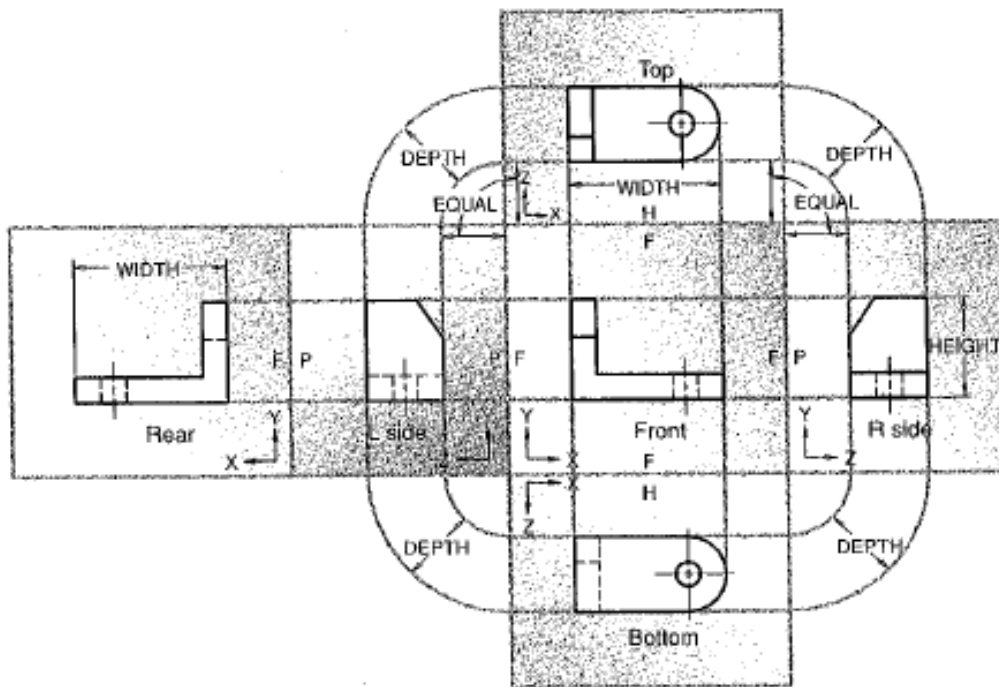 Top
DEPTH
DEPTH
Z
WIDTH
EQUAL
EQUAL
X
H
F
WIDTH
F P
P F
F P
HEIGHT
Rear
Y
X
L side
Y
X
Front
Y
Z
R side
F
H
X
Z
DEPTH
DEPTH
Bottom